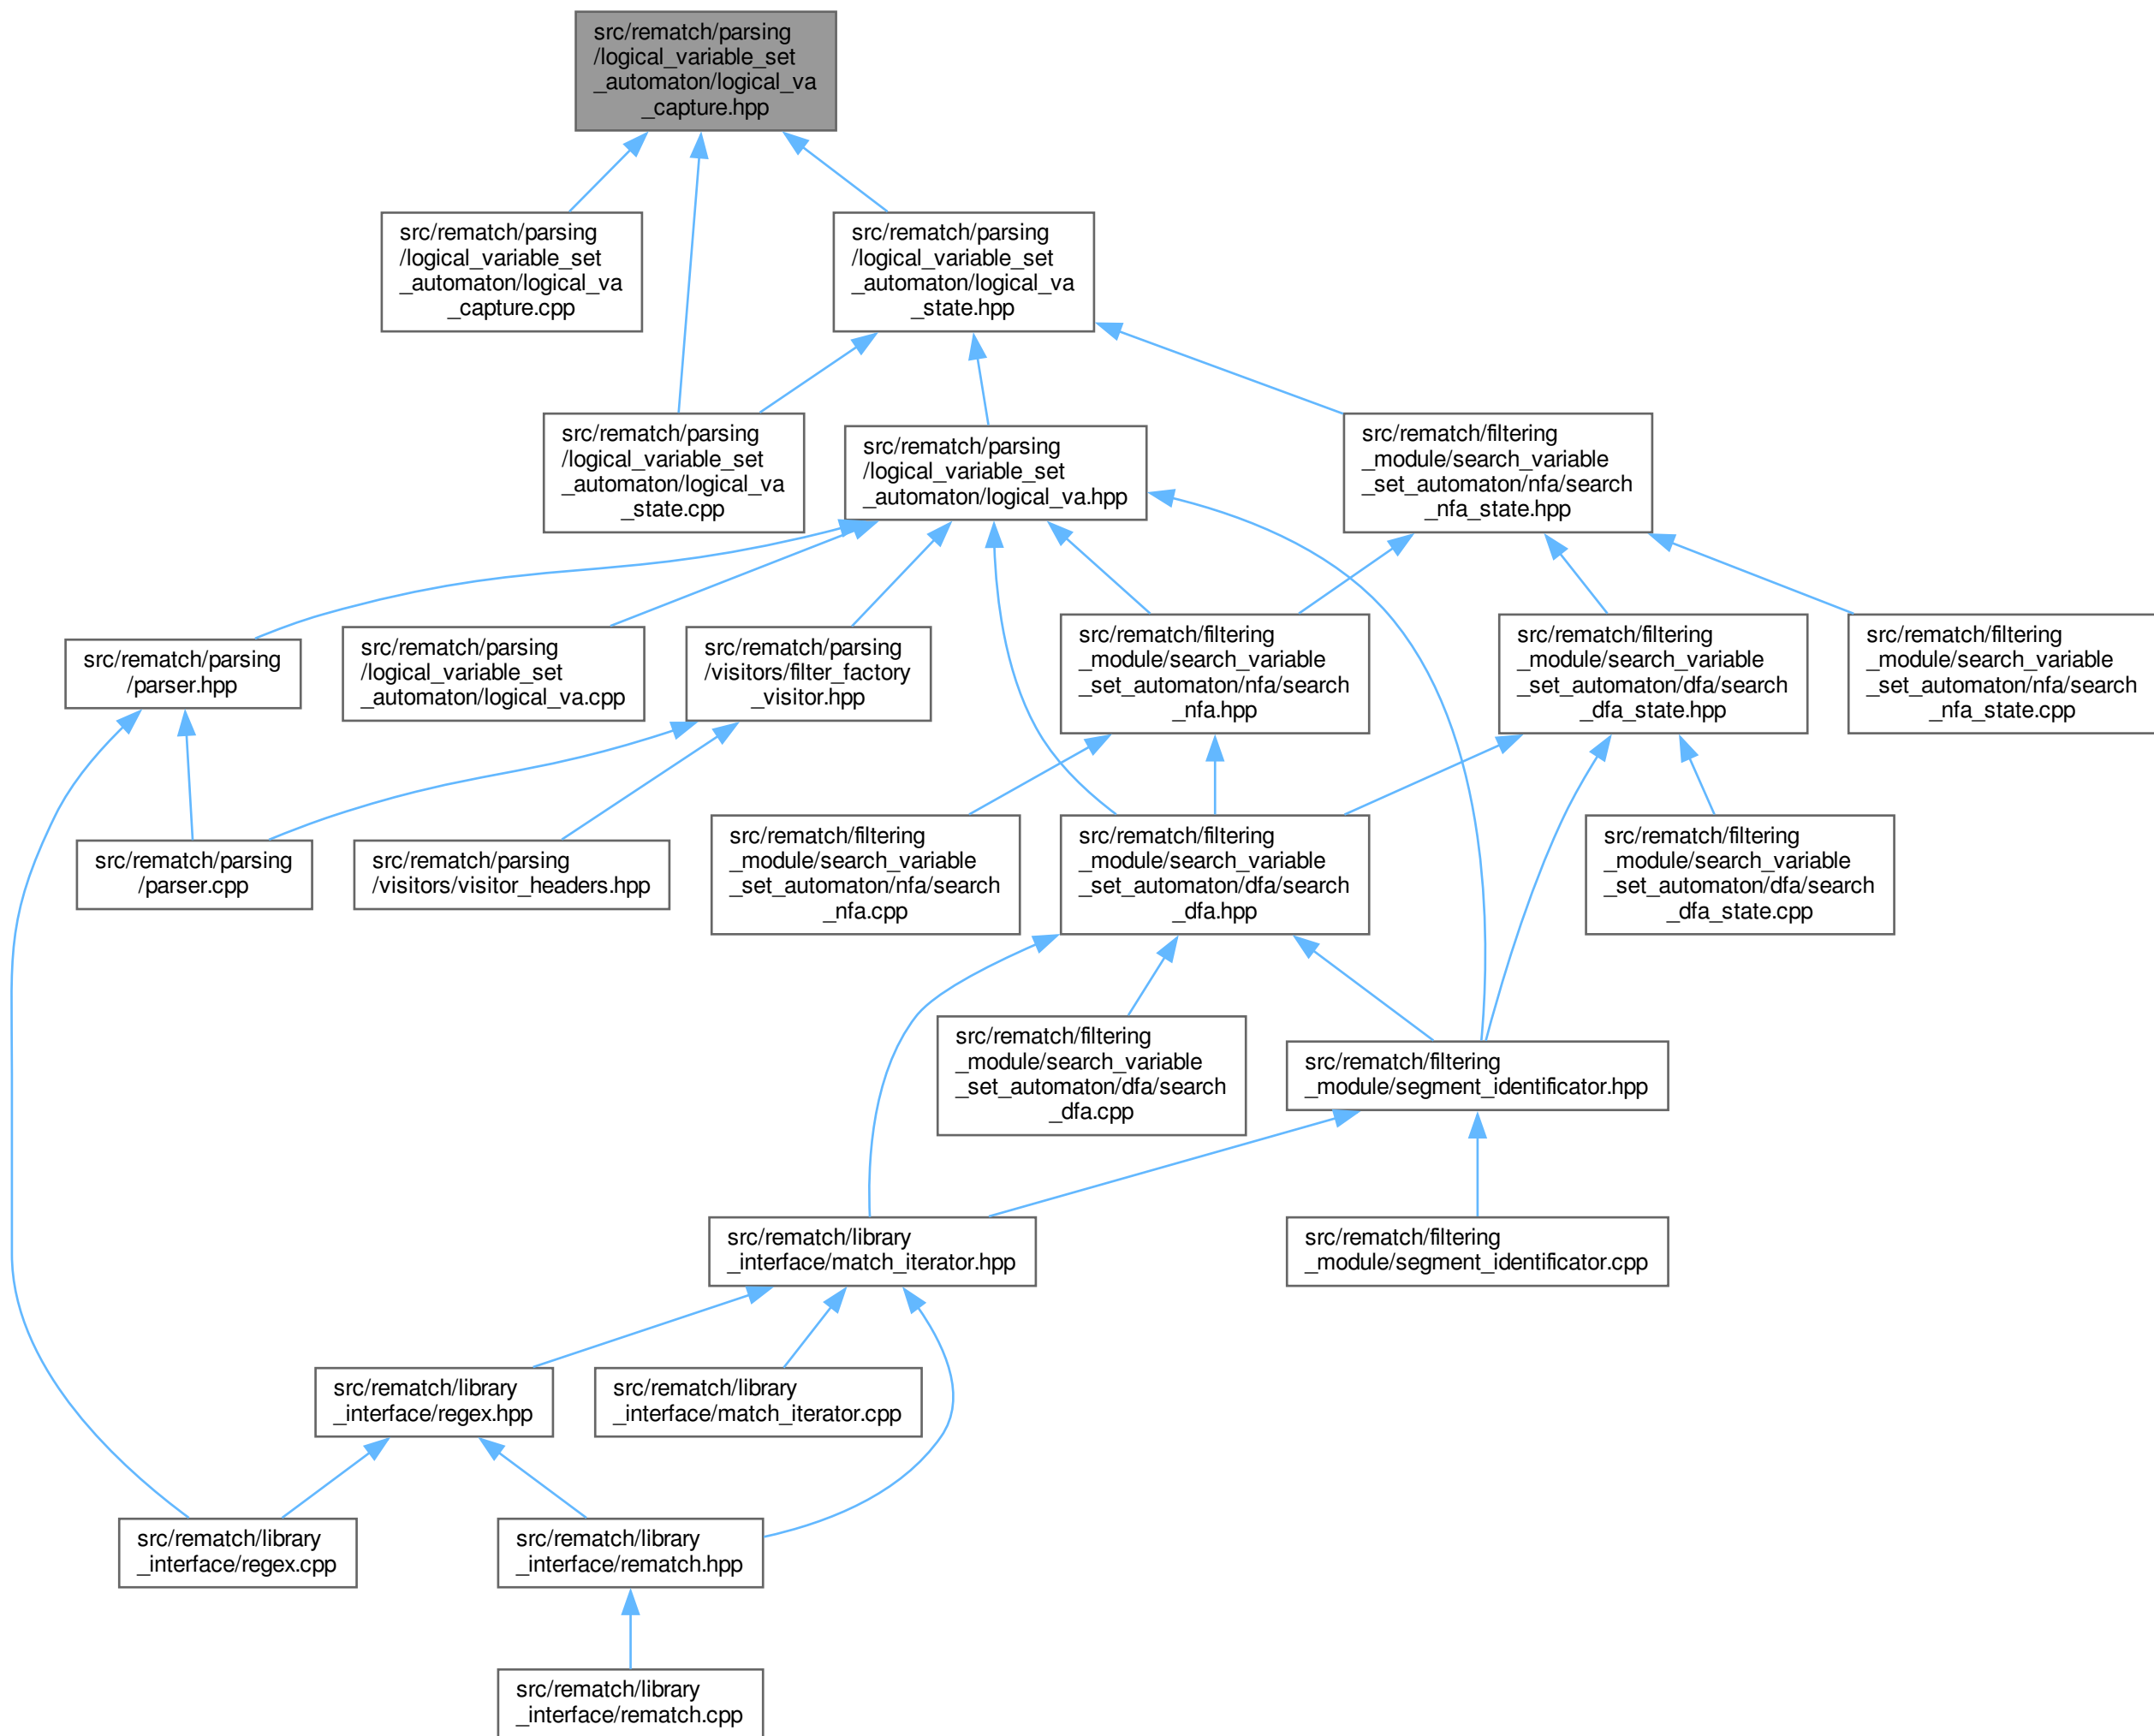 src/rematch/parsing
/logical_variable_set
_automaton/logical_va
_capture.hpp
src/rematch/parsing
/logical_variable_set
_automaton/logical_va
_capture.cpp
src/rematch/parsing
/logical_variable_set
_automaton/logical_va
_state.hpp
src/rematch/parsing
/logical_variable_set
_automaton/logical_va
_state.cpp
src/rematch/parsing
/logical_variable_set
_automaton/logical_va.hpp
src/rematch/filtering
_module/search_variable
_set_automaton/nfa/search
_nfa_state.hpp
src/rematch/parsing
/parser.hpp
src/rematch/parsing
/logical_variable_set
_automaton/logical_va.cpp
src/rematch/parsing
/visitors/filter_factory
_visitor.hpp
src/rematch/filtering
_module/search_variable
_set_automaton/nfa/search
_nfa.hpp
src/rematch/filtering
_module/search_variable
_set_automaton/dfa/search
_dfa_state.hpp
src/rematch/filtering
_module/search_variable
_set_automaton/nfa/search
_nfa_state.cpp
src/rematch/parsing
/parser.cpp
src/rematch/parsing
/visitors/visitor_headers.hpp
src/rematch/filtering
_module/search_variable
_set_automaton/nfa/search
_nfa.cpp
src/rematch/filtering
_module/search_variable
_set_automaton/dfa/search
_dfa.hpp
src/rematch/filtering
_module/search_variable
_set_automaton/dfa/search
_dfa_state.cpp
src/rematch/filtering
_module/search_variable
_set_automaton/dfa/search
_dfa.cpp
src/rematch/filtering
_module/segment_identificator.hpp
src/rematch/library
_interface/match_iterator.hpp
src/rematch/filtering
_module/segment_identificator.cpp
src/rematch/library
_interface/regex.hpp
src/rematch/library
_interface/match_iterator.cpp
src/rematch/library
_interface/regex.cpp
src/rematch/library
_interface/rematch.hpp
src/rematch/library
_interface/rematch.cpp